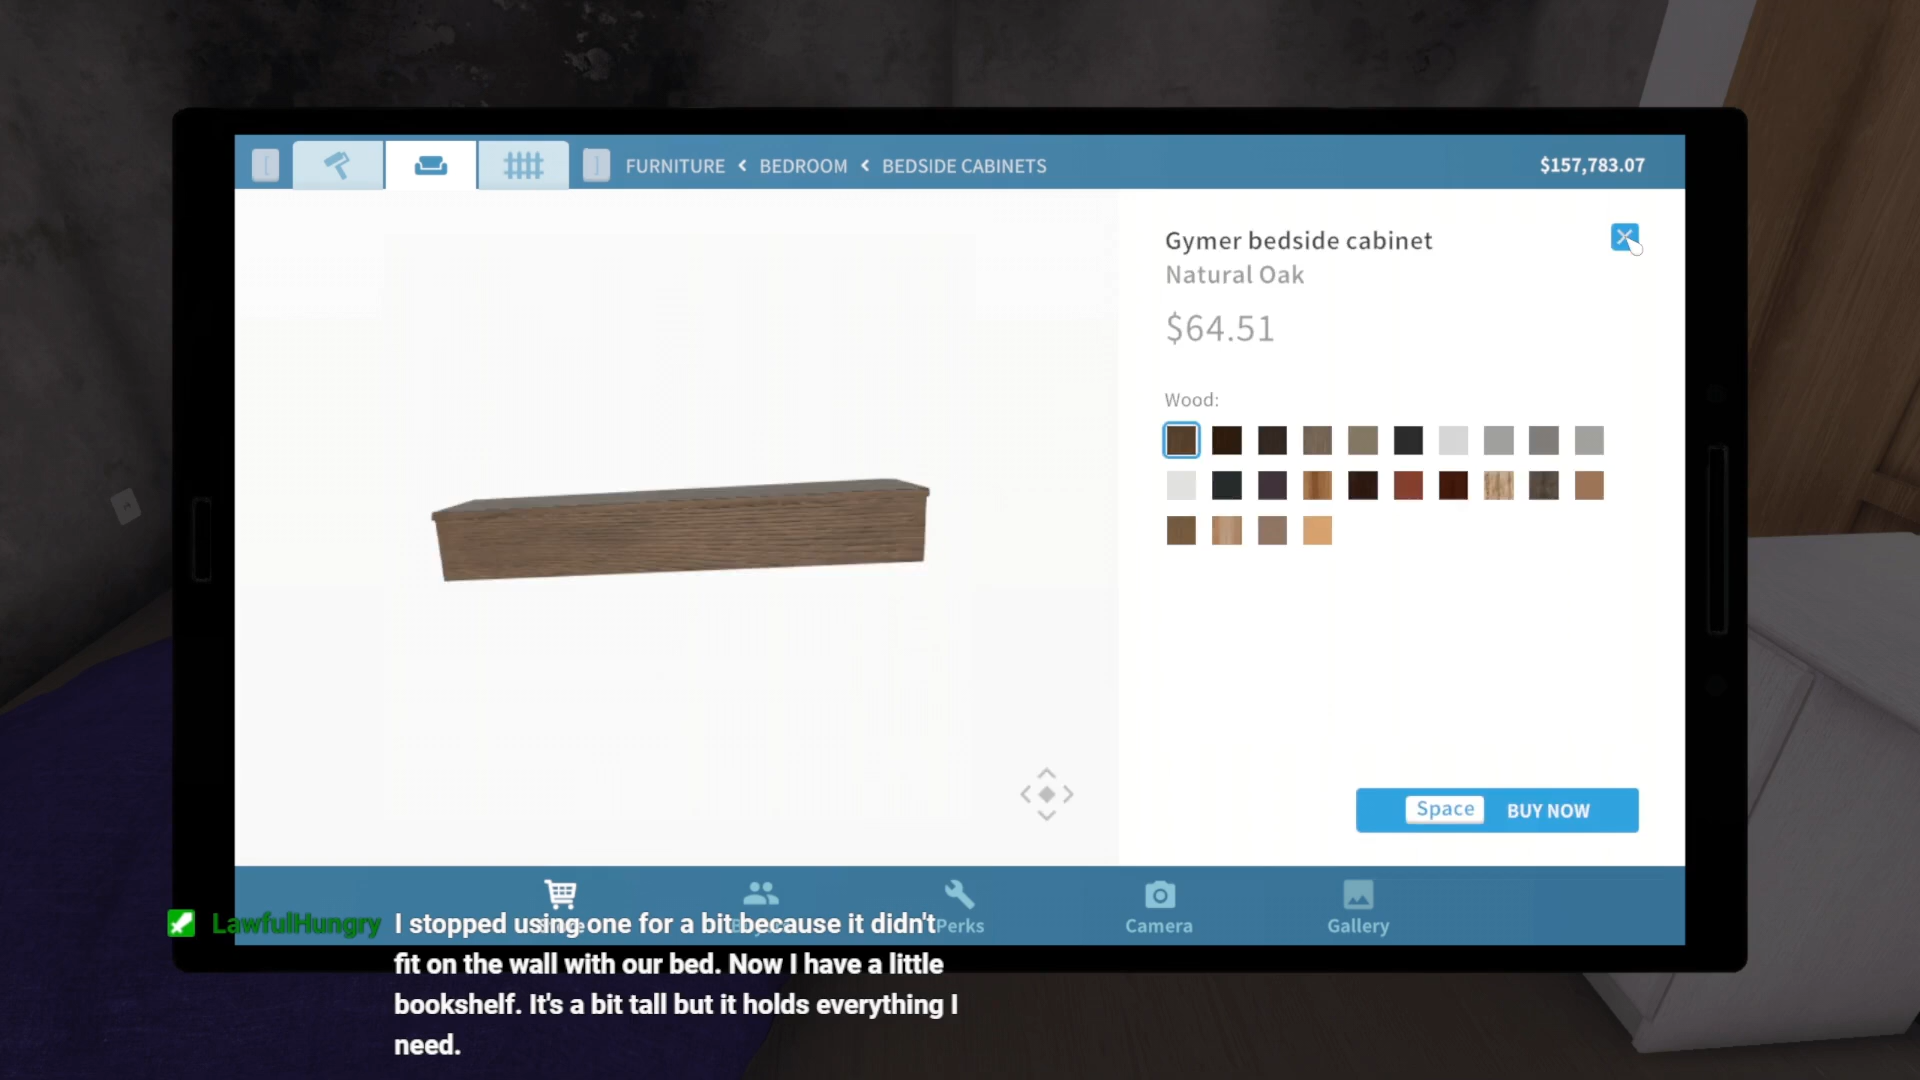 [
]
FURNITURE < BEDROOM < BEDSIDE CABINETS
$157,783.07
Gymer bedside cabinet
Natural Oak
$64.51
Wood:
Space BUY NOW
Perks
Camera
Gallery
LawfulHungry I stopped using one for a bit because it didn't
fit on the wall with our bed. Now I have a little
bookshelf. It's a bit tall but it holds everything I
need.